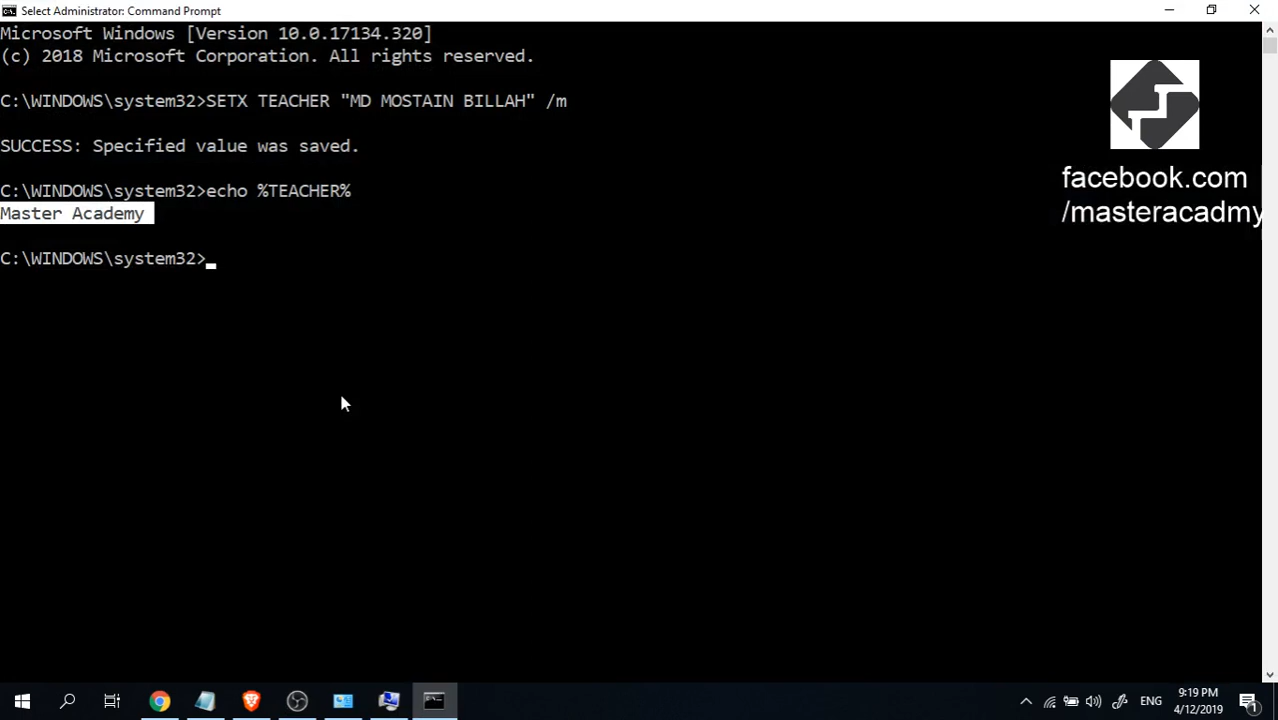 Select Administrator: Command Prompt
Microsoft Windows [Version 10.0.17134.320]
(c) 2018 Microsoft Corporation. All rights reserved.
C:\WINDOWS\system32>SETX TEACHER "MD MOSTAIN BILLAH" /m
SUCCESS: Specified value was saved.
C:\WINDOWS\system32>echo %TEACHER%
Master Academy
C:\WINDOWS\system32>_
facebook.com
/masteracadmy
ENG
9:19 PM
4/12/2019
1